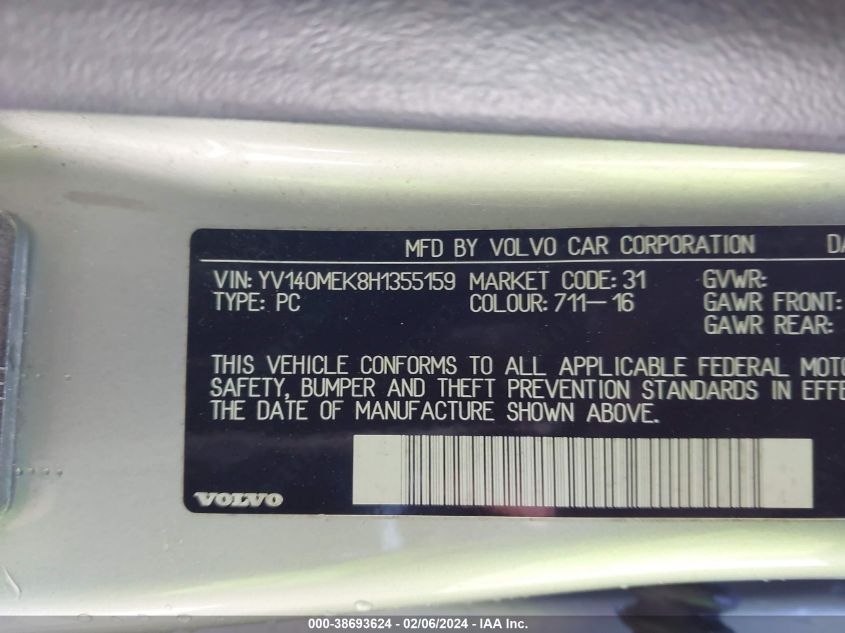 MFD BY VOLVO CAR CORPORATION
VIN: YV140MEK8H1355159 MARKET CODE: 31 GVWR:
TYPE: PC COLOUR: 711-16 GAWR FRONT:
GAWR REAR:
THIS VEHICLE CONFORMS TO ALL APPLICABLE FEDERAL
SAFETY, BUMPER AND THEFT PREVENTION STANDARDS IN
THE DATE OF MANUFACTURE SHOWN ABOVE.
VOLVO
000-38693624 - 02/06/2024 - IAA Inc.